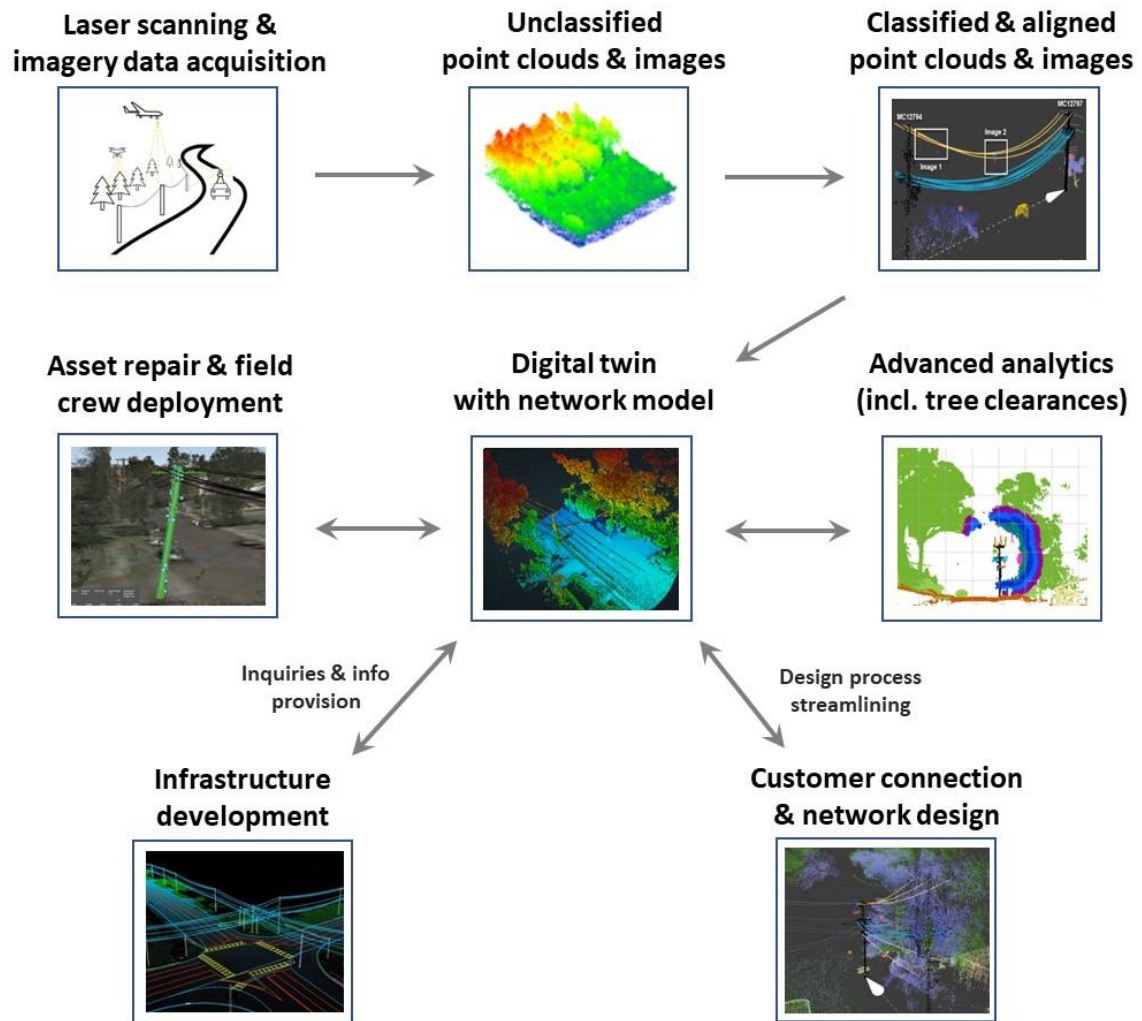 Laser scanning &
imagery data acquisition
Unclassified
point clouds & images
Classified & aligned
point clouds & images
MC12797
MC12794
Image 2
Image 1
Asset repair & field
crew deployment
Digital twin
with network model
Advanced analytics
(incl. tree clearances)
Inquiries & info
provision
Design process
streamlining
Infrastructure
development
Customer connection
& network design